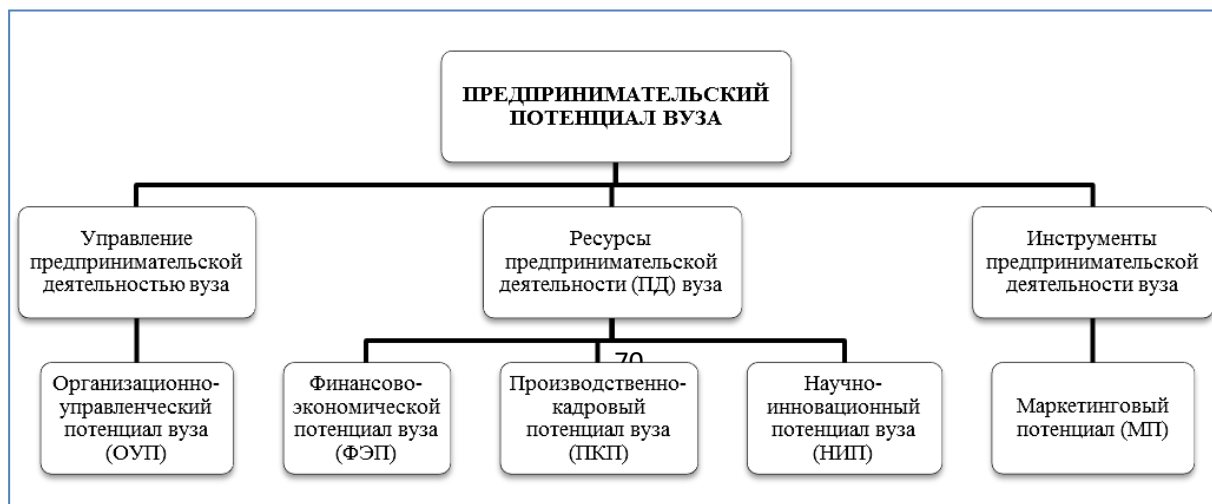 ПРЕДПРИНИМАТЕЛЬСКИЙ
ПОТЕНЦИАЛ ВУЗА
Управление
предпринимательской
деятельностью вуза
Ресурсы
предпринимательской
деятельности (ПД) вуза
Инструменты
предпринимательской
деятельности вуза
70
Организационно-
управленческий
потенциал вуза
(ОУП)
Финансово-
экономической
потенциал вуза
(ФЭП)
Производственно-
кадровый
потенциал вуза
(ПКП)
Научно-
инновационный
потенциал вуза
(НИП)
Маркетинговый
потенциал (МП)